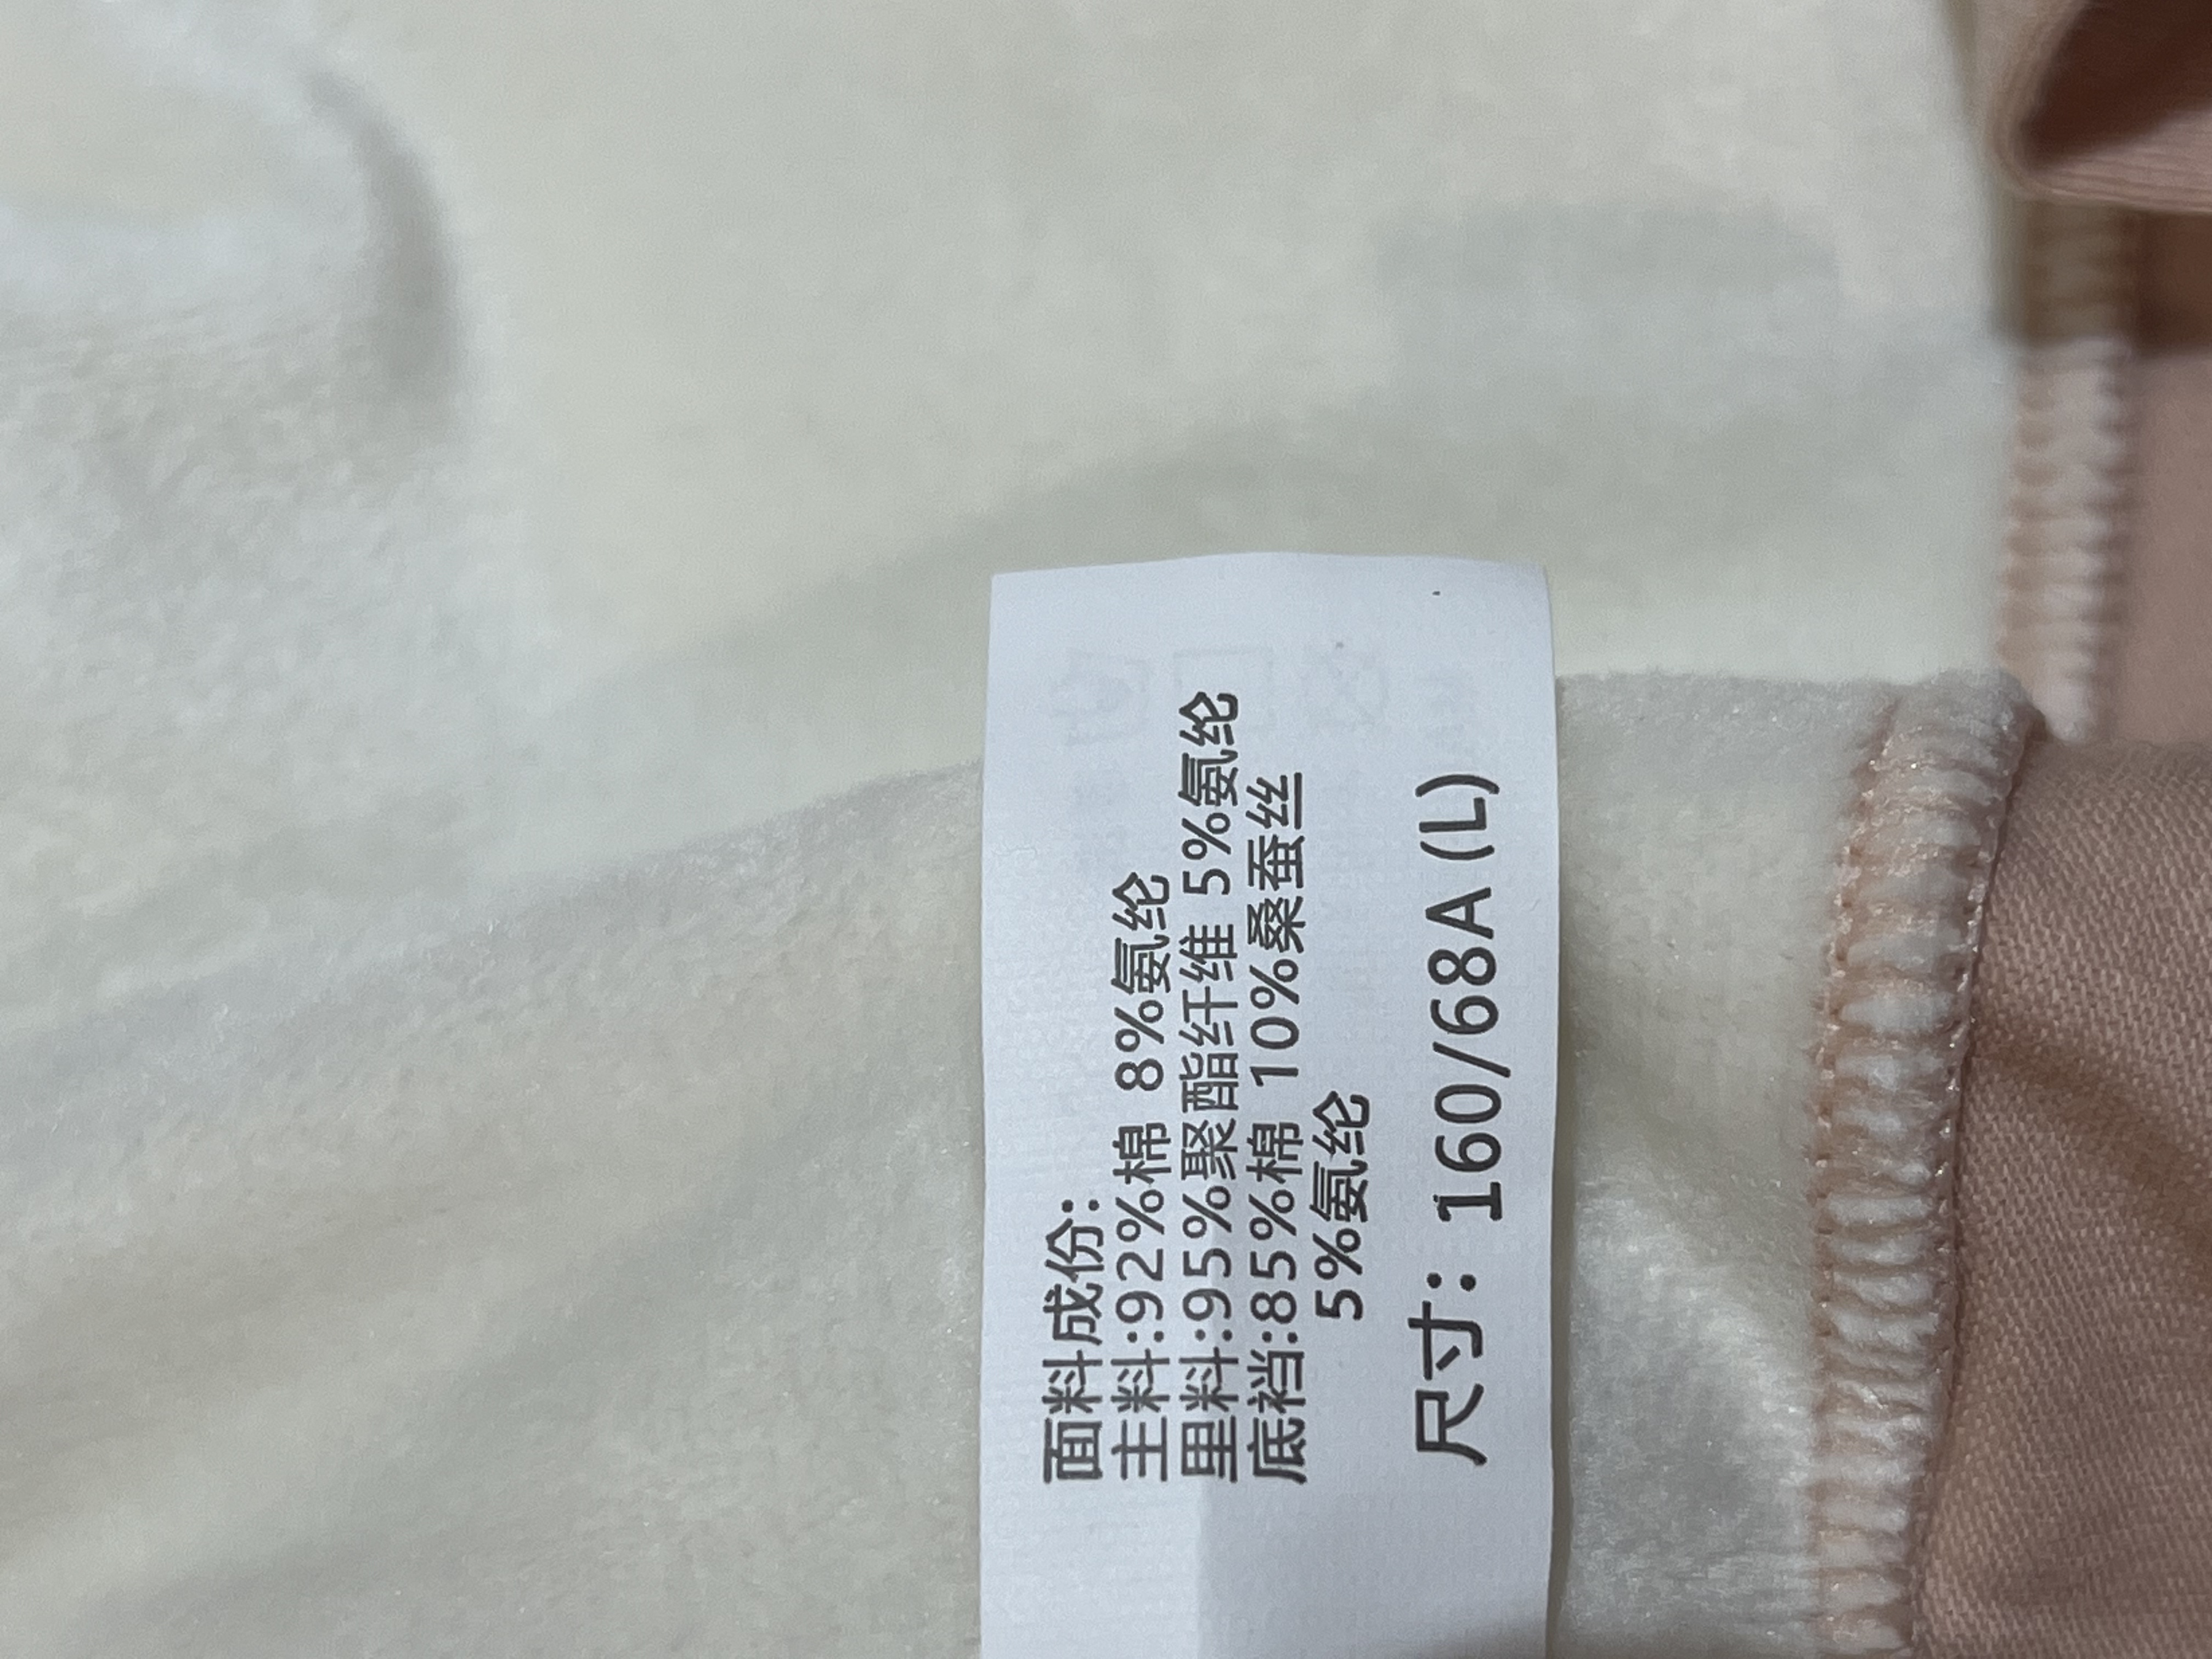 面料成份:
主料:92%棉 8%氨纶
里料:95%聚酯纤维 5%氨纶
底裆:85%棉 10%桑蚕丝
5%氨纶
尺寸: 160/68A(L)